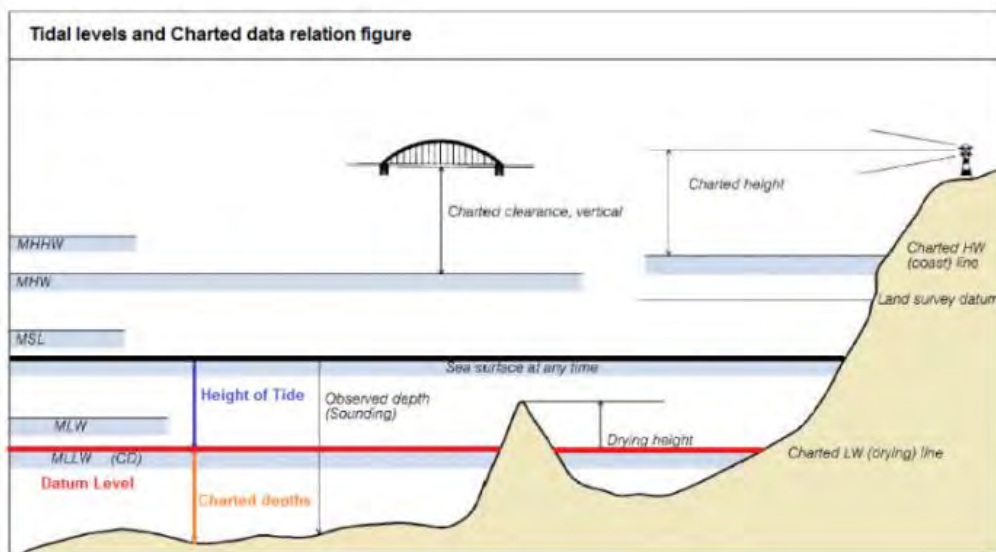 Tidal levels and Charted data relation figure
Charted height
Charted clearance, vertical
MHHW
Charted HW
(coast) line
MHW
Land survey datum
MSL
Sea surface at any time
Height of Tide
Observed depth
(Sounding)
MLW
Drying height
MLLW (CD)
Charted LW (drying) line
Datum Level
Charted depths